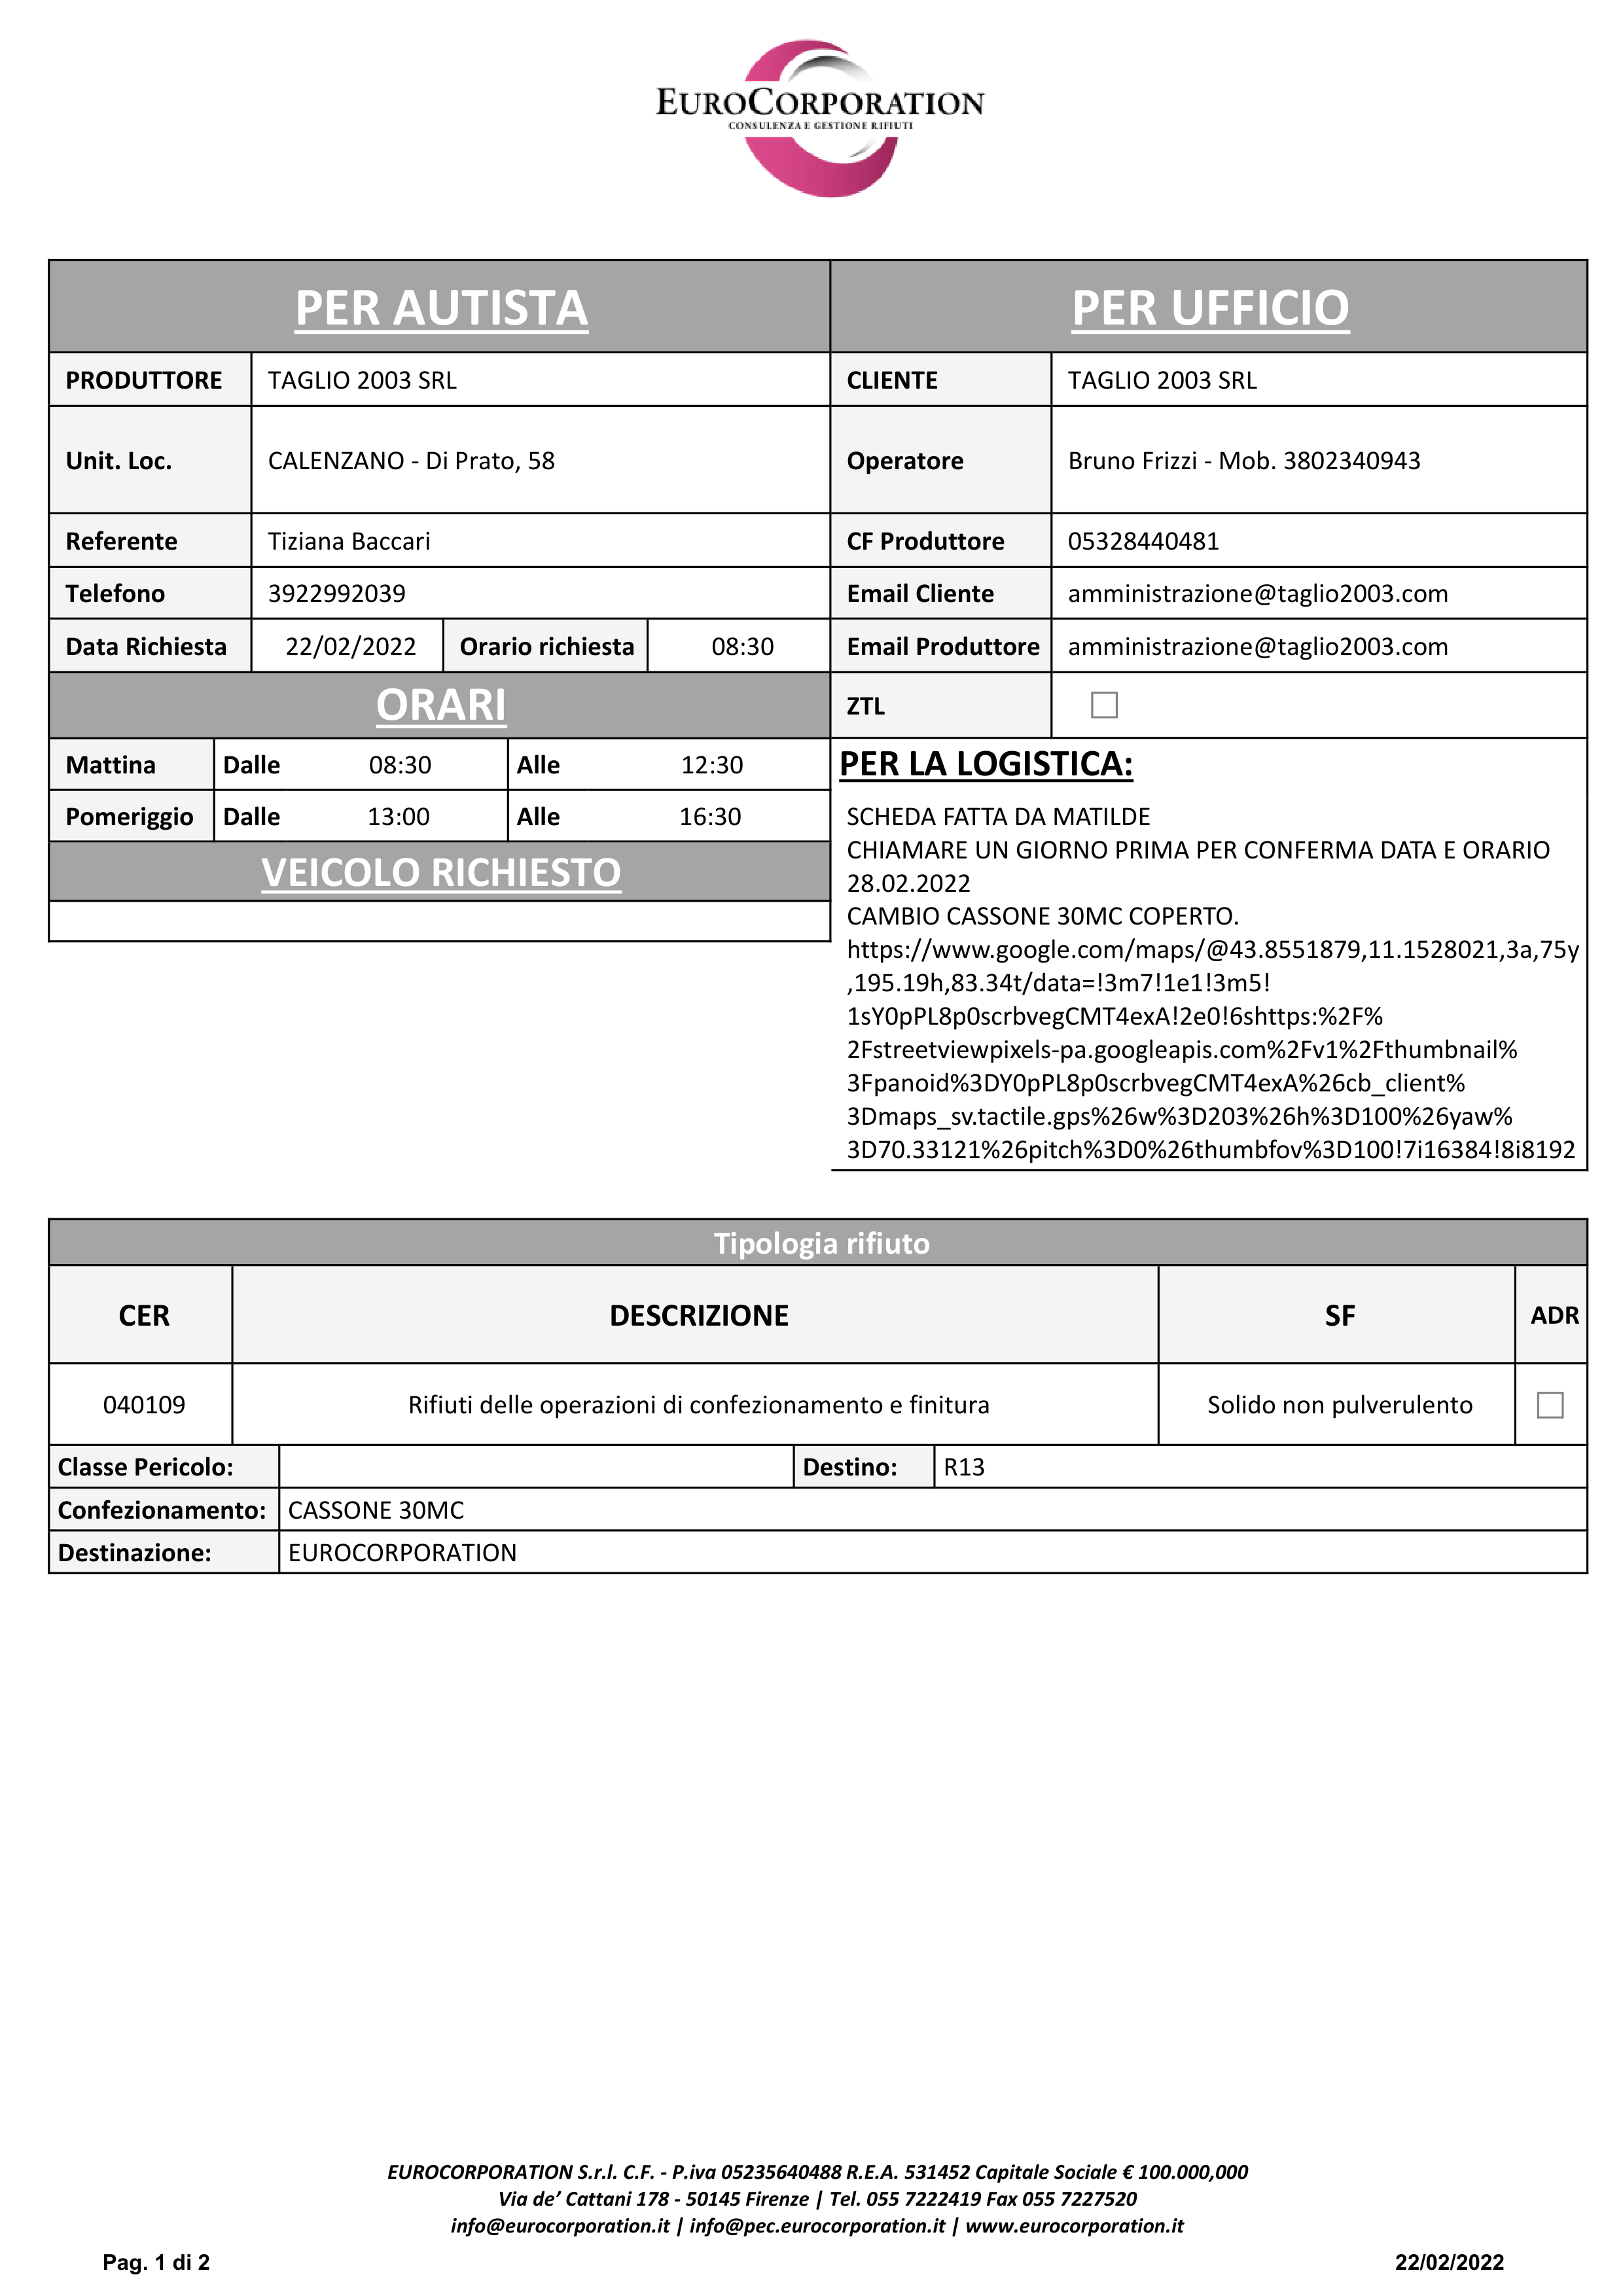 EUROCORPORATION
CONSULENZA E GESTIONE RIFIUTI
PER AUTISTA
PRODUTTORE TAGLIO 2003 SRL
Unit. Loc. CALENZANO - Di Prato, 58
Referente Tiziana Baccari
Telefono 3922992039
Data Richiesta 22/02/2022 Orario richiesta 08:30
ORARI
Mattina Dalle 08:30 Alle 12:30
Pomeriggio Dalle 13:00 Alle 16:30
VEICOLO RICHIESTO
PER UFFICIO
CLIENTE TAGLIO 2003 SRL
Operatore Bruno Frizzi - Mob. 3802340943
CF Produttore 05328440481
Email Cliente amministrazione@taglio2003.com
Email Produttore amministrazione@taglio2003.com
ZTL
PER LA LOGISTICA:
SCHEDA FATTA DA MATILDE
CHIAMARE UN GIORNO PRIMA PER CONFERMA DATA E ORARIO
28.02.2022
CAMBIO CASSONE 30MC COPERTO.
https://www.google.com/maps/@43.8551879,11.1528021,3a,75y
,195.19h,83.34t/data=!3m7!1e1!3m5!
1sY0pPL8p0scrbvegCMT4exA!2e0!6shttps:%2F%
2Fstreetviewpixels-pa.googleapis.com%2Fv1%2Fthumbnail%
3Fpanoid%3DY0pPL8p0scrbvegCMT4exA%26cb_client%
3Dmaps_sv.tactile.gps%26w%3D203%26h%3D100%26yaw%
3D70.33121%26pitch%3D0%26thumbfov%3D100!7i16384!8i8192
Tipologia rifiuto
CER DESCRIZIONE SF ADR
040109 Rifiuti delle operazioni di confezionamento e finitura Solido non pulverulento
Classe Pericolo: Destino: R13
Confezionamento: CASSONE 30MC
Destinazione: EUROCORPORATION
EUROCORPORATION S.r.l. C.F. - P.iva 05235640488 R.E.A. 531452 Capitale Sociale € 100.000,000
Via de' Cattani 178 - 50145 Firenze | Tel. 055 7222419 Fax 055 7227520
info@eurocorporation.it | info@pec.eurocorporation.it | www.eurocorporation.it
Pag. 1 di 2 22/02/2022